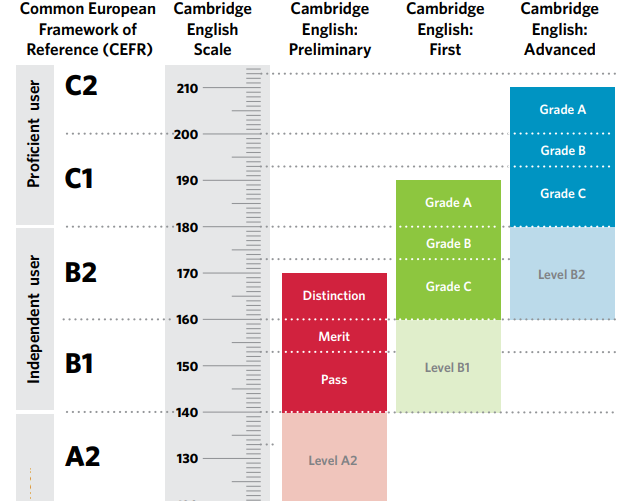 Common European
Framework of
Reference (CEFR)
Cambridge
English
Scale
Cambridge
English:
Preliminary
Cambridge
English:
First
Cambridge
English:
Advanced
Proficient user
Independent user
C2
C1
B2
B1
A2
210
200
190
180
170
160
150
140
130
Distinction
Merit
Pass
Level A2
Grade A
Grade B
Grade C
Level B1
Grade A
Grade B
Grade C
Level B2